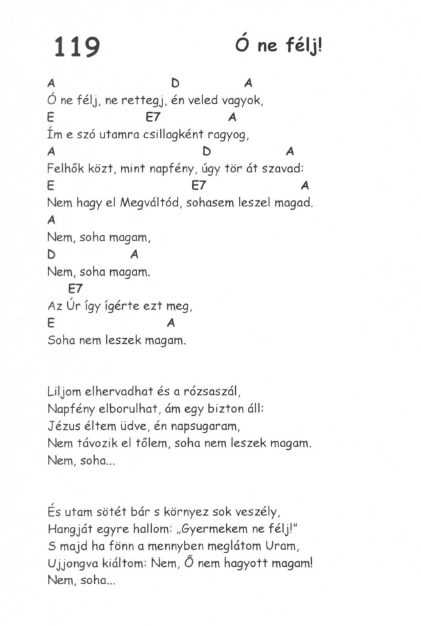 119 Ó ne félj!
A D A
Ó ne félj, ne rettegj, én veled vagyok,
E E7 A
Ím e szó utamra csillagként ragyog,
A D A
Felhők közt, mint napfény, úgy tör át szavad:
E E7 A
Nem hagy el Megváltód, sohasem leszel magad.
A
Nem, soha magam,
D A
Nem, soha magam.
E7
Az Úr így ígérte ezt meg,
E A
Soha nem leszek magam.
Liljom elhervadhat és a rózsaszál,
Napfény elborulhat, ám egy bizton áll:
Jézus éltem üdve, én napsugaram,
Nem távozik el tőlem, soha nem leszek magam.
Nem, soha...
És utam sötét bár s környez sok veszély,
Hangját egyre hallom: „Gyermekem ne félj!"
S majd ha fönn a mennyben meglátom Uram,
Ujjongva kiáltom: Nem, Ő nem hagyott magam!
Nem, soha...